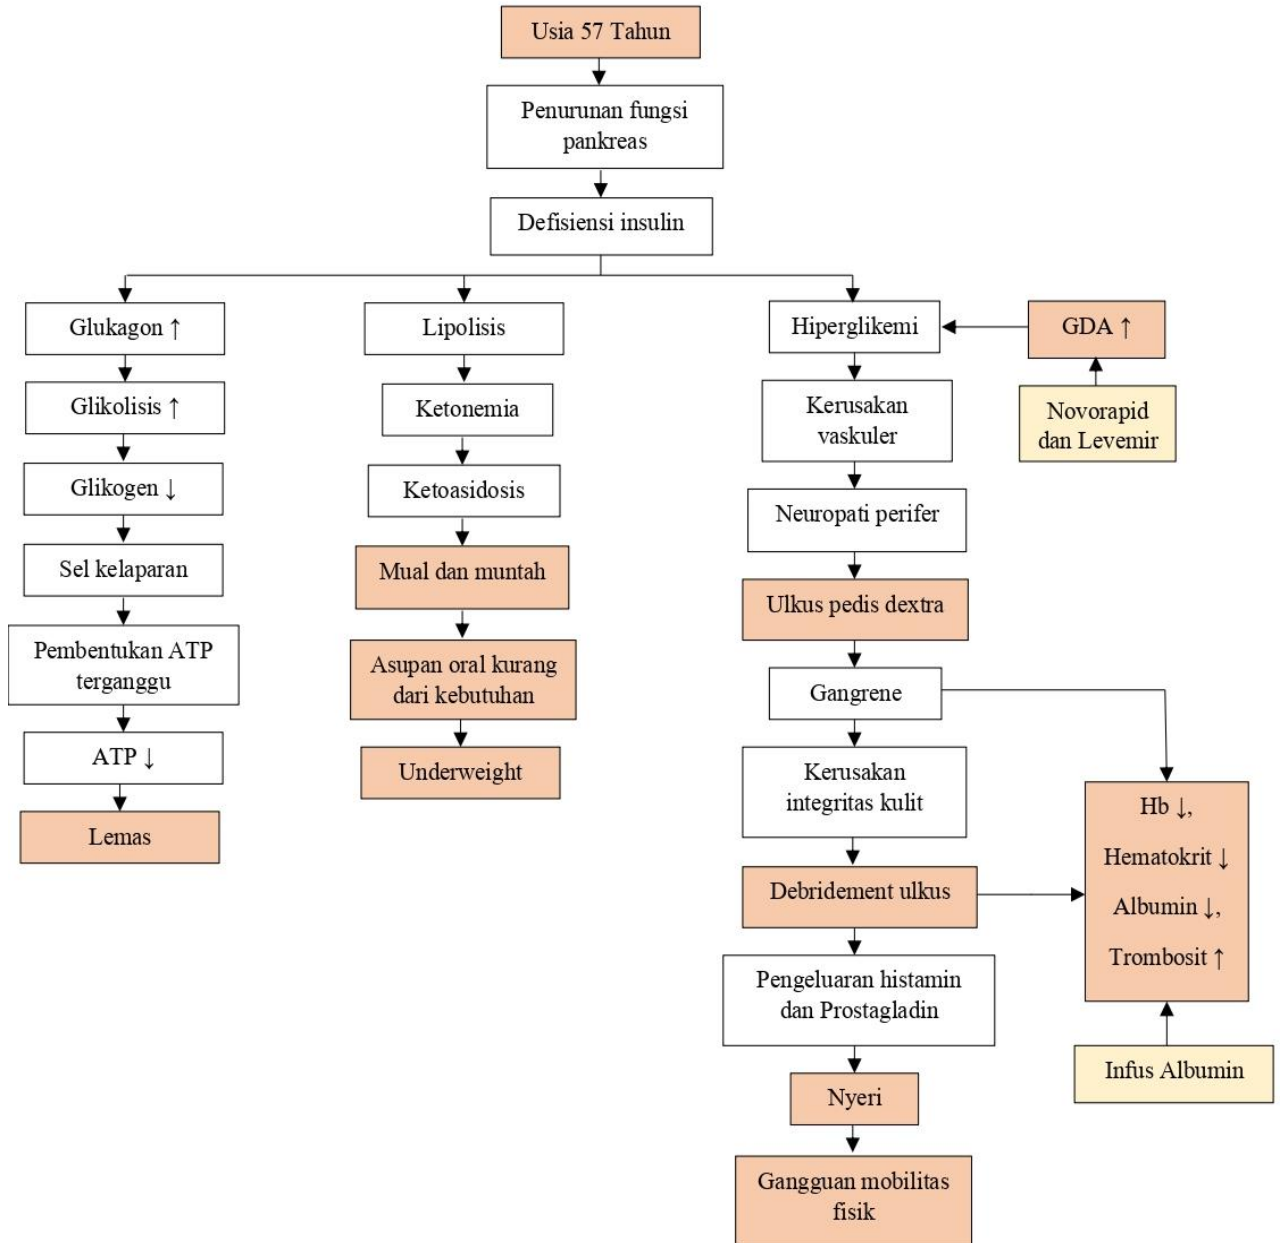 Usia 57 Tahun
Penurunan fungsi
pankreas
Defisiensi insulin
Glukagon ↑
Glikolisis ↑
Glikogen ↓
Sel kelaparan
Pembentukan ATP
terganggu
ATP ↓
Lemas
Lipolisis
Ketonemia
Ketoasidosis
Mual dan muntah
Asupan oral kurang
dari kebutuhan
Underweight
Hiperglikemi
GDA ↑
Novorapid
dan Levemir
Kerusakan
vaskuler
Neuropati perifer
Ulkus pedis dextra
Gangrene
Kerusakan
integritas kulit
Debridement ulkus
Pengeluaran histamin
dan Prostagladin
Nyeri
Gangguan mobilitas
fisik
Hb ↓,
Hematokrit ↓
Albumin ↓,
Trombosit ↑
Infus Albumin